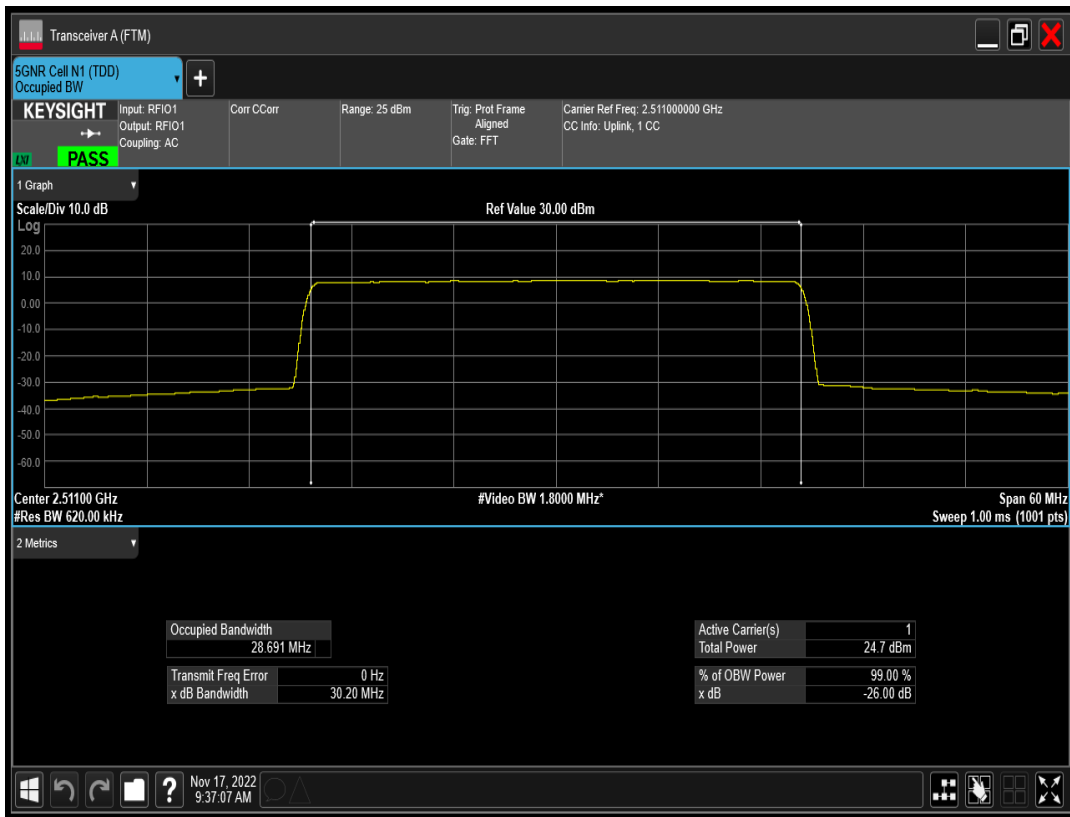 Transceiver A (FTM)
5GNR Cell N1 (TDD)
Occupied BW
+
KEYSIGHT
LXI
PASS
Input: RFIO1
Output: RFIO1
Coupling: AC
Corr CCorr
Range: 25 dBm
Trig: Prot Frame
Aligned
Gate: FFT
Carrier Ref Freq: 2.511000000 GHz
CC Info: Uplink, 1 CC
1 Graph
Scale/Div 10.0 dB
Ref Value 30.00 dBm
Log
20.0
10.0
0.00
-10.0
-20.0
-30.0
-40.0
-50.0
-60.0
Center 2.51100 GHz
#Video BW 1.8000 MHz*
Span 60 MHz
#Res BW 620.00 kHz
Sweep 1.00 ms (1001 pts)
2 Metrics
Occupied Bandwidth
28.691 MHz
Transmit Freq Error 0 Hz
x dB Bandwidth 30.20 MHz
Active Carrier(s) 1
Total Power 24.7 dBm
% of OBW Power 99.00 %
x dB -26.00 dB
?
Nov 17, 2022
9:37:07 AM